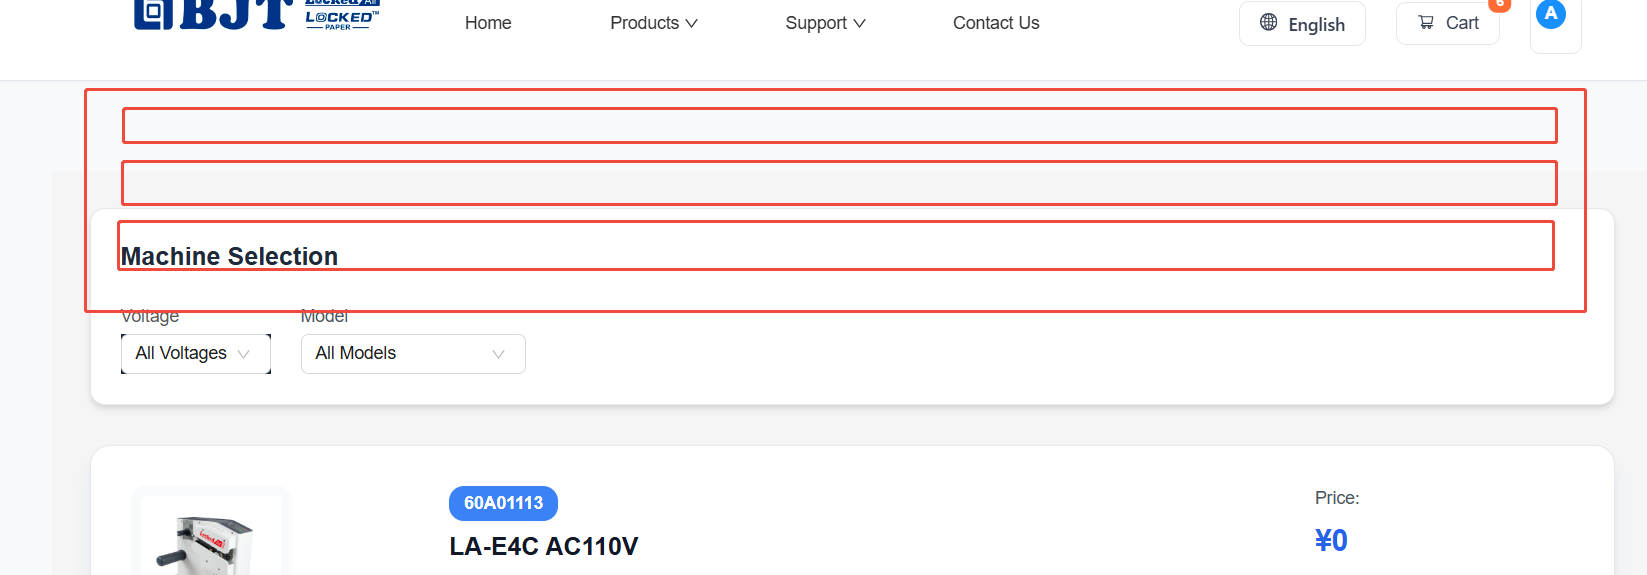 BJT
LOCKED™
PAPER
Home
Products
Support
Contact Us
English
Cart
6
A
Machine Selection
Voltage
Model
All Voltages
All Models
60A01113
Price:
LA-E4C AC110V
¥0